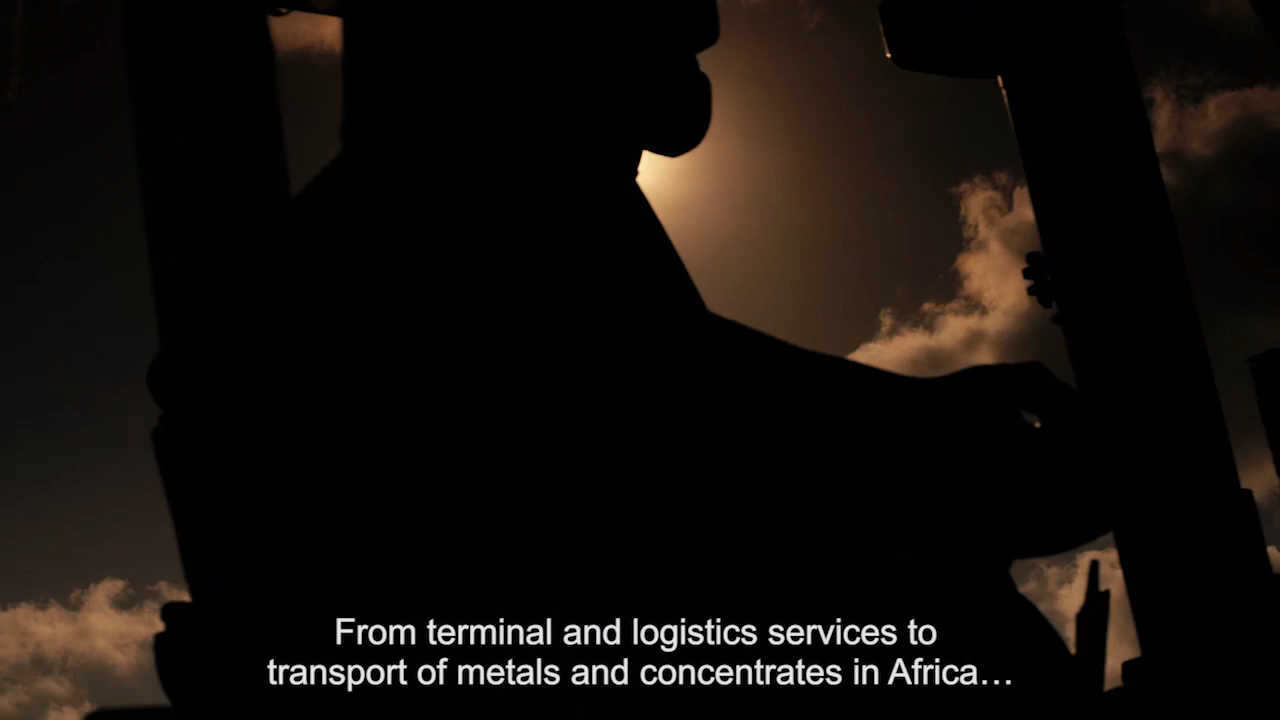 From terminal and logistics services to
transport of metals and concentrates in Africa…